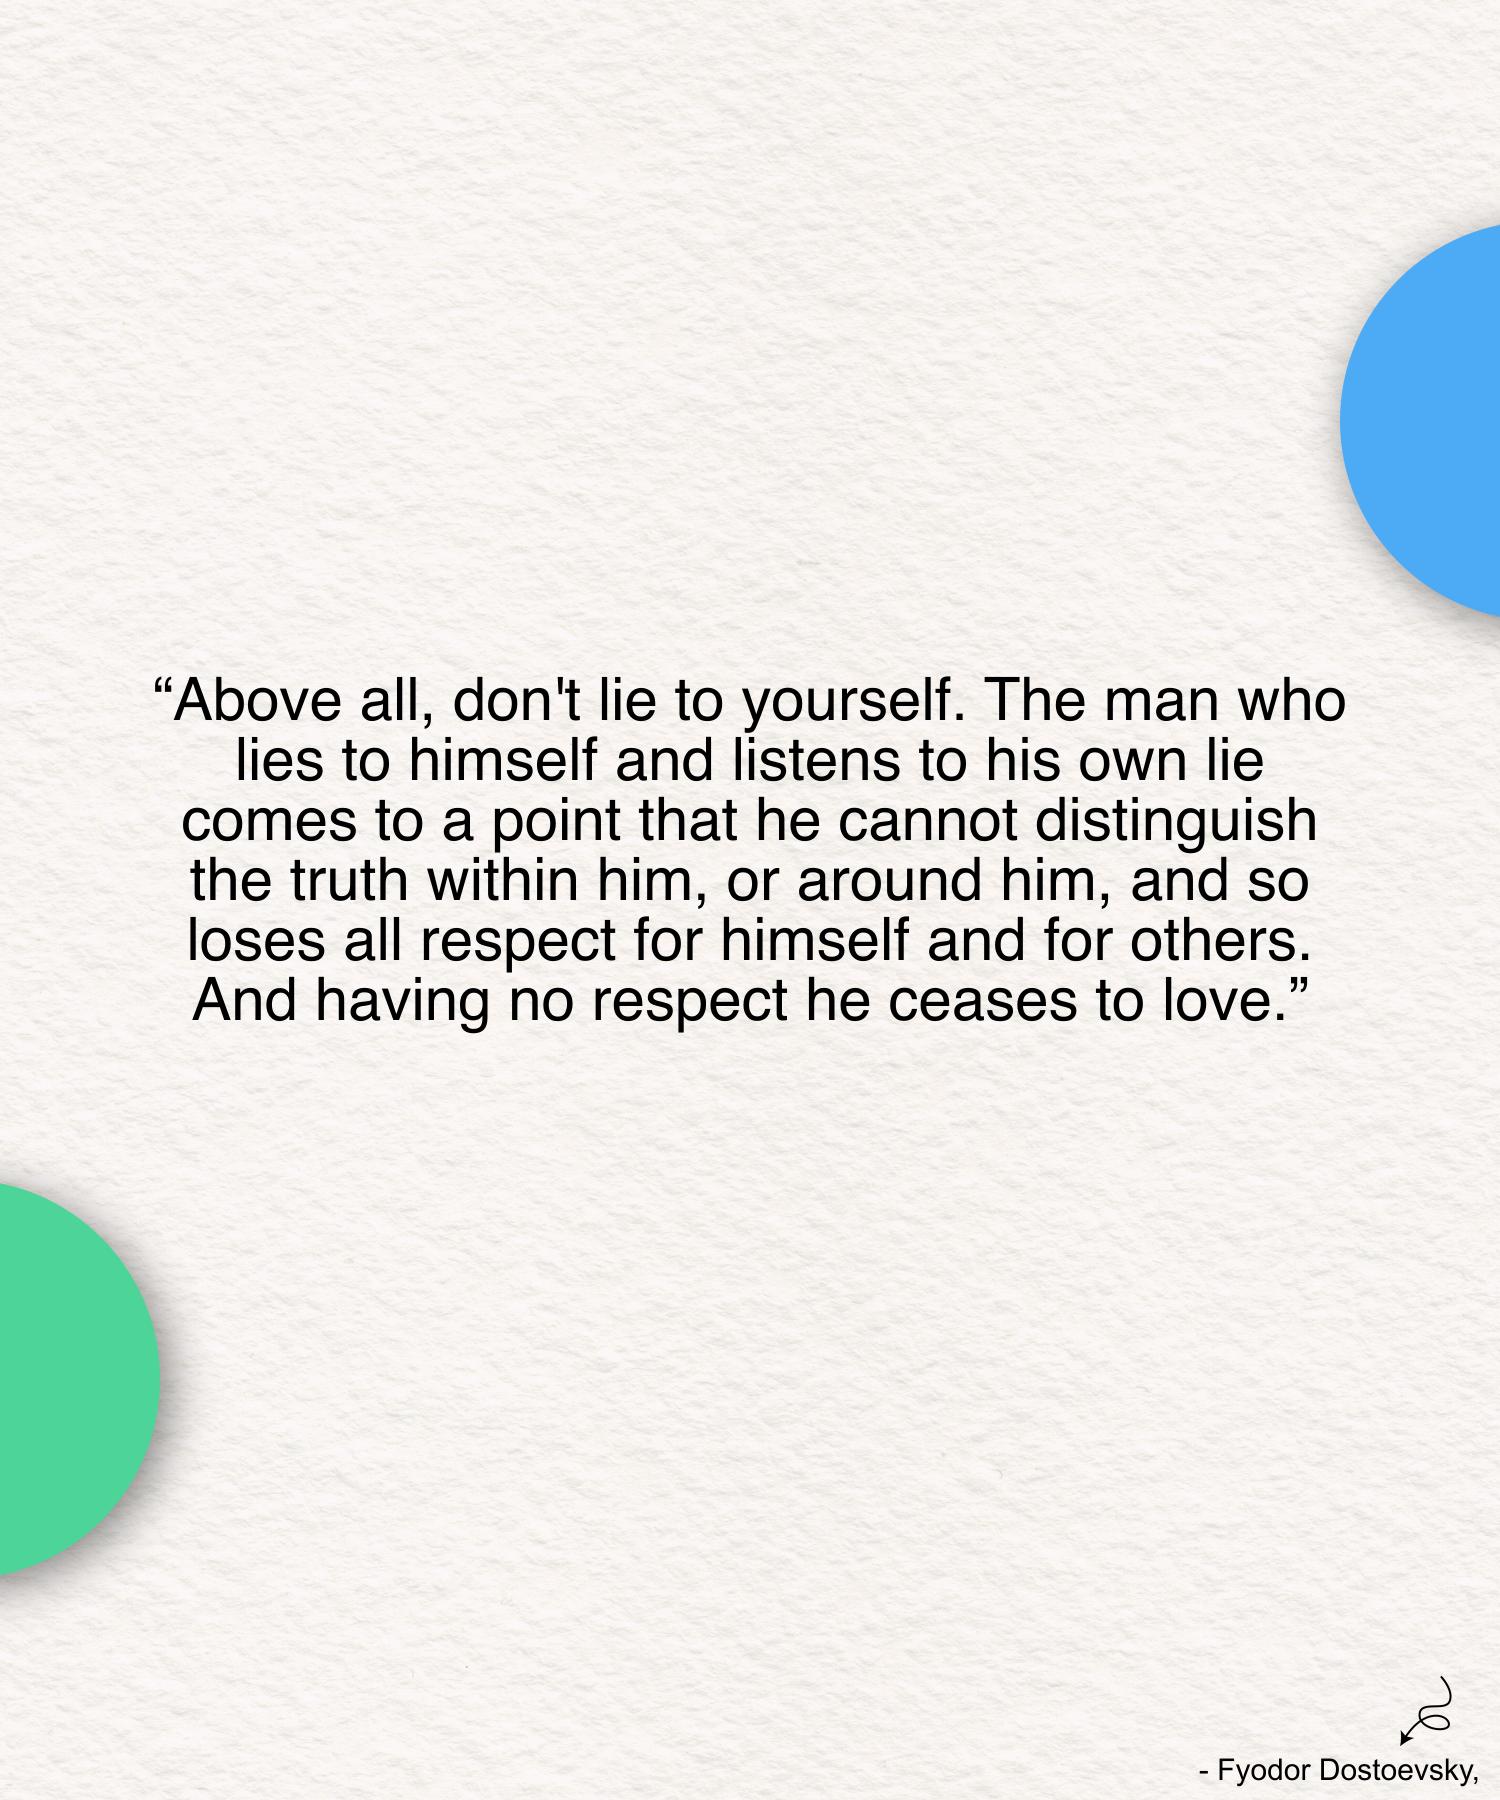 “Above all, don't lie to yourself. The man who
lies to himself and listens to his own lie
comes to a point that he cannot distinguish
the truth within him, or around him, and so
loses all respect for himself and for others.
And having no respect he ceases to love.”
- Fyodor Dostoevsky,